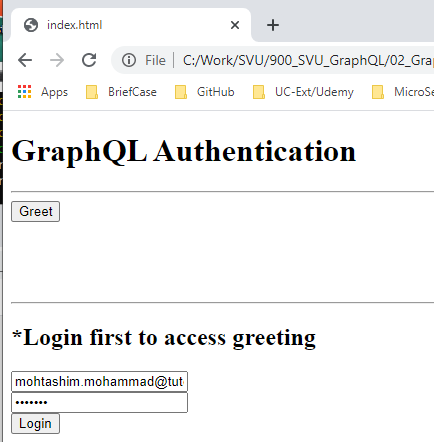 index.html
File C:/Work/SVU/900_SVU_GraphQL/02_Gra
Apps BriefCase GitHub UC-Ext/Udemy MicroSe
GraphQL Authentication
Greet
*Login first to access greeting
mohtashim.mohammad@tut
•••••••
Login